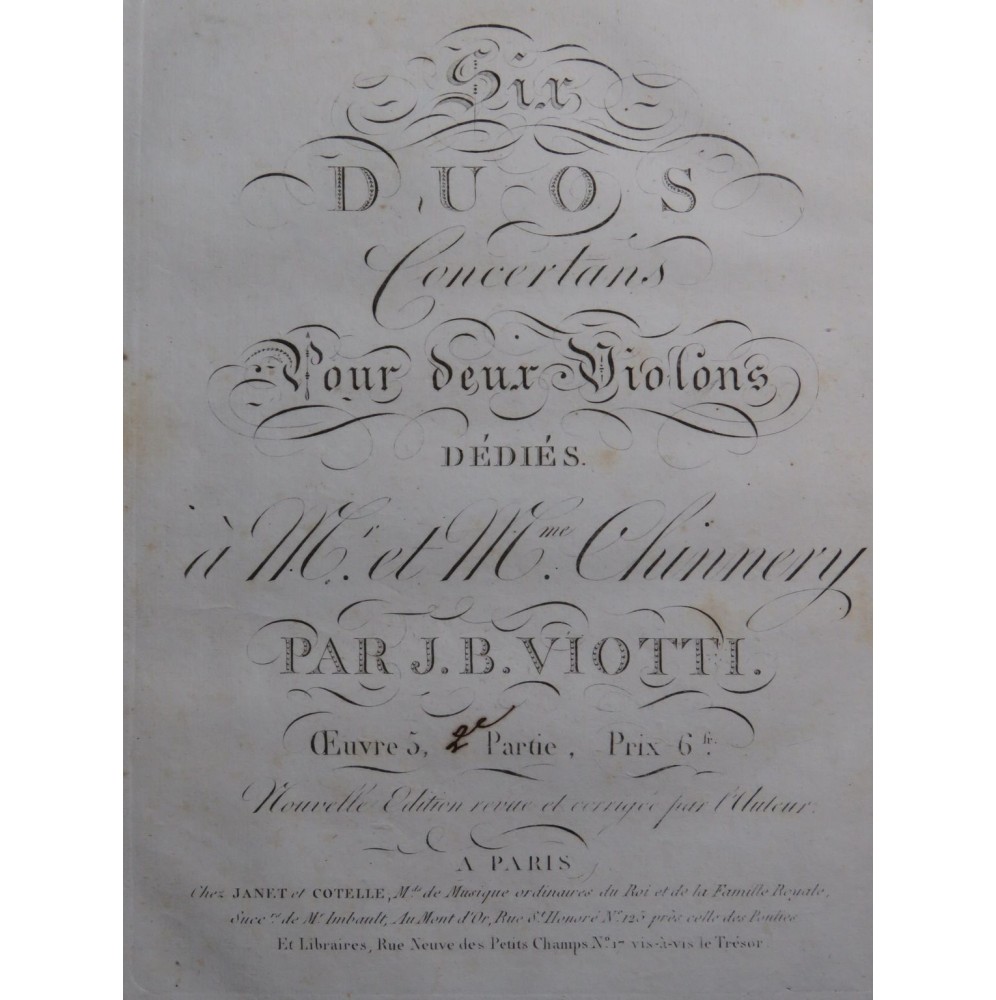 Six
DUOS
Concertans
Pour deux Violons
DÉDIÉS.
à Mr. et Mme. Chinnery
PAR J. B. VIOTTI.
Œuvre 5, 2e Partie, Prix 6fr.
Nouvelle Edition revue et corrigée par l'Auteur.
A PARIS
Chez JANET et COTELLE, Mds de Musique ordinaires du Roi et de la Famille Royale,
Succrs de Mr Imbault, Au Mont d'Or, Rue St Honoré No. 125 près celle des Poulies
Et Libraires, Rue Neuve des Petits Champs No. 17 vis-à-vis le Trésor